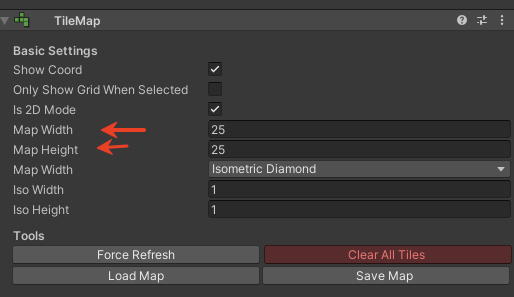 TileMap
Basic Settings
Show Coord
Only Show Grid When Selected
Is 2D Mode
Map Width 25
Map Height 25
Map Width Isometric Diamond
Iso Width 1
Iso Height 1
Tools
Force Refresh Clear All Tiles
Load Map Save Map